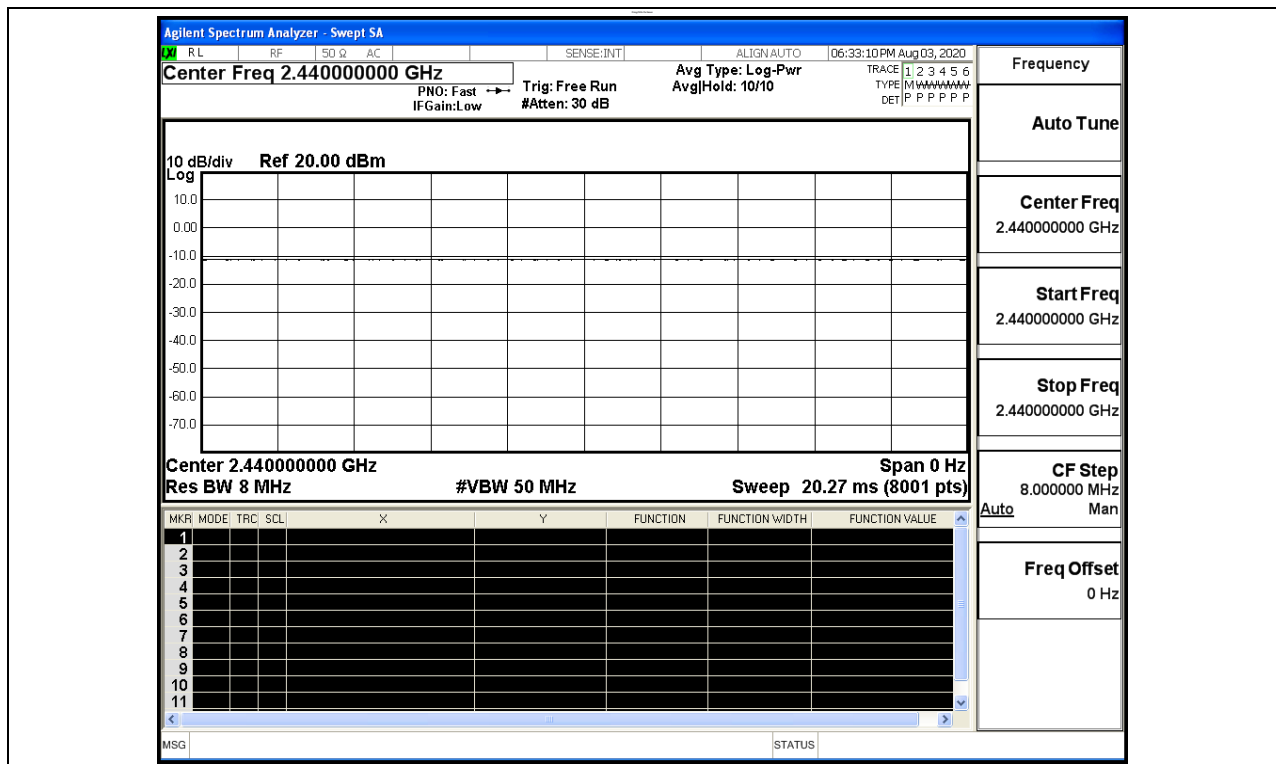 Agilent Spectrum Analyzer - Swept SA
LXI RL RF 50 Ω AC SENSE:INT ALIGN AUTO 06:33:10 PM Aug 03, 2020
Center Freq 2.440000000 GHz
PNO: Fast
IFGain:Low
Trig: Free Run
#Atten: 30 dB
Avg Type: Log-Pwr
Avg|Hold: 10/10
TRACE 1 2 3 4 5 6
TYPE M WWWWW
DET P P P P P P
10 dB/div Ref 20.00 dBm
Log
10.0
0.00
-10.0
-20.0
-30.0
-40.0
-50.0
-60.0
-70.0
Center 2.440000000 GHz Span 0 Hz
Res BW 8 MHz #VBW 50 MHz Sweep 20.27 ms (8001 pts)
MKR MODE TRC SCL X Y FUNCTION FUNCTION WIDTH FUNCTION VALUE
1
2
3
4
5
6
7
8
9
10
11
MSG STATUS
Frequency
Auto Tune
Center Freq
2.440000000 GHz
Start Freq
2.440000000 GHz
Stop Freq
2.440000000 GHz
CF Step
8.000000 MHz
Auto Man
Freq Offset
0 Hz